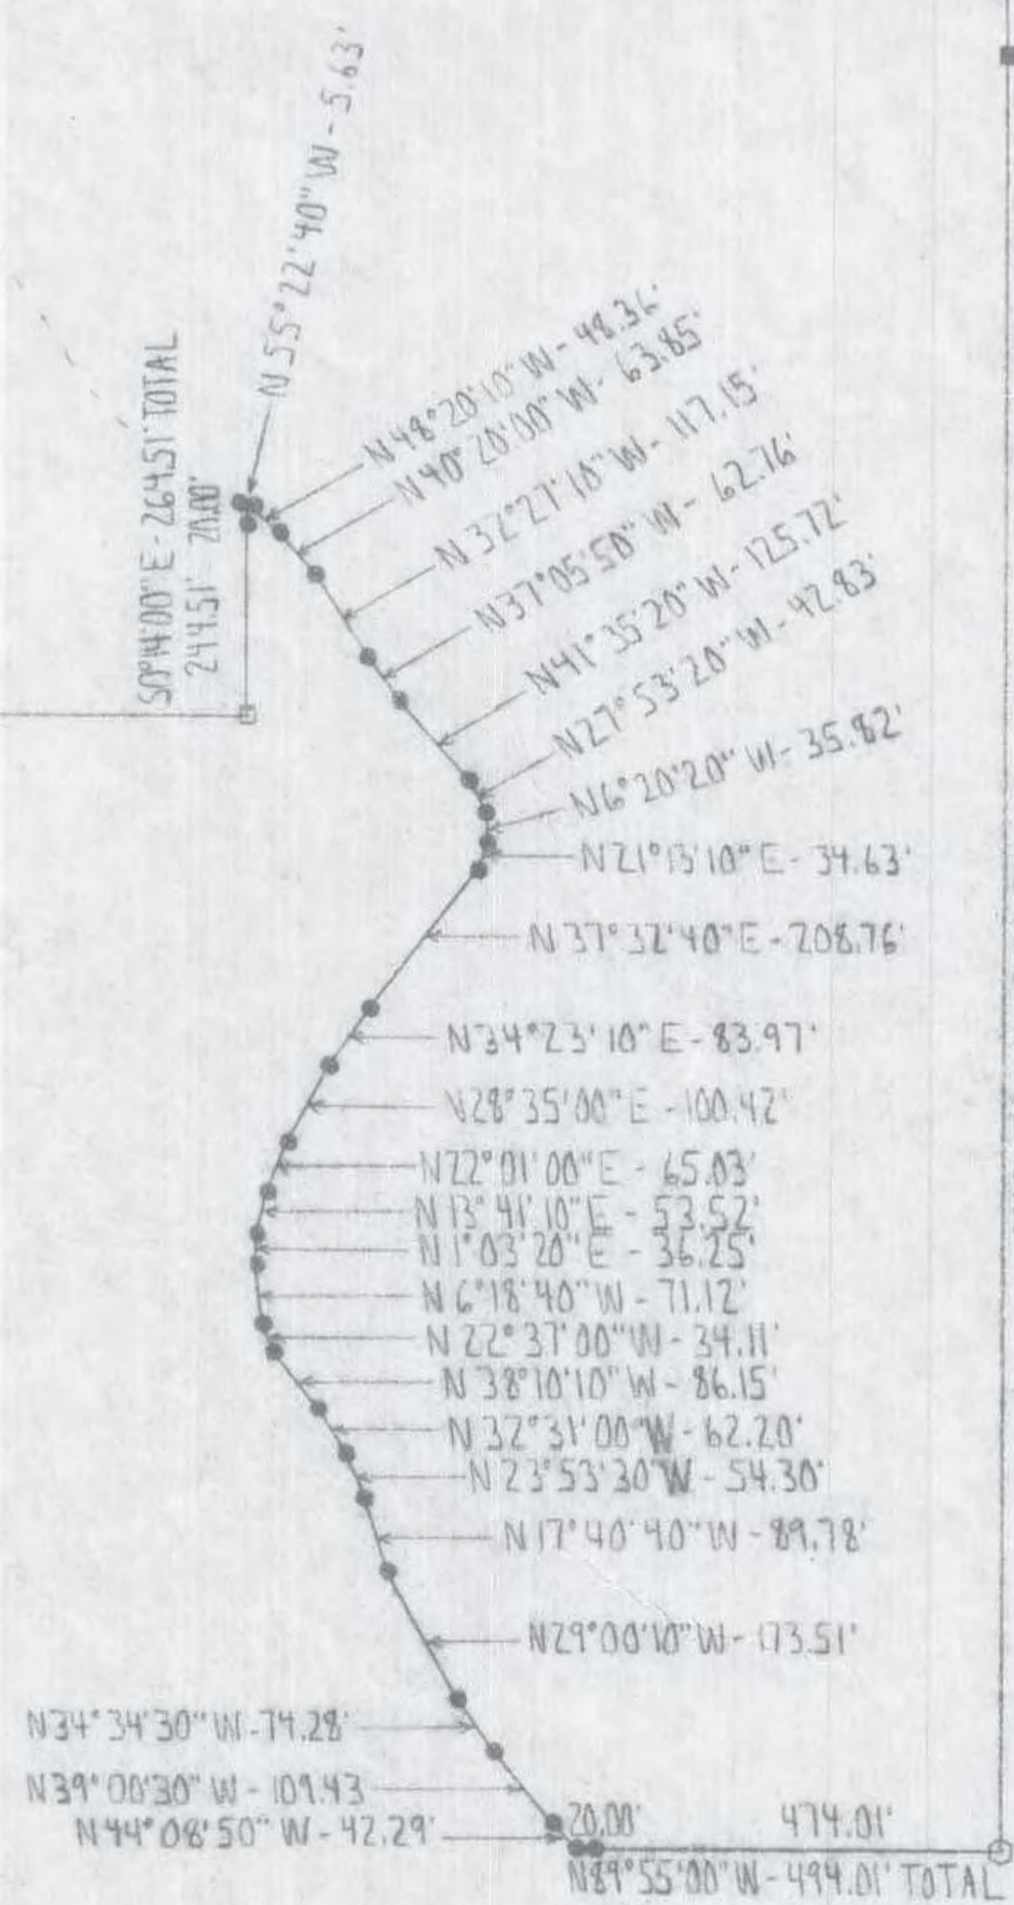 N 55° 22' 40" W - 5.63'
S0°14'00"E - 264.51' TOTAL
244.51' 20.00'
N 48° 20' 10" W - 48.36'
N 40° 20' 00" W - 63.85'
N 32° 27' 10" W - 117.15'
N 37° 05' 50" W - 62.76'
N 41° 35' 20" W - 125.72'
N 27° 53' 20" W - 42.83'
N 6° 20' 20" W - 35.82'
N 21° 13' 10" E - 34.63'
N 37° 32' 40" E - 208.76'
N 34° 23' 10" E - 83.97'
N 28° 35' 00" E - 100.42'
N 22° 01' 00" E - 65.03'
N 13° 41' 10" E - 53.52'
N 1° 03' 20" E - 36.25'
N 6° 18' 40" W - 71.12'
N 22° 37' 00" W - 34.11'
N 38° 10' 10" W - 86.15'
N 32° 31' 00" W - 62.20'
N 23° 53' 30" W - 54.30'
N 17° 40' 40" W - 89.78'
N 29° 00' 10" W - 173.51'
N 34° 34' 30" W - 74.28'
N 39° 00' 30" W - 109.43
N 44° 08' 50" W - 42.29'
20.00' 474.01'
N 89° 55' 00" W - 494.01' TOTAL